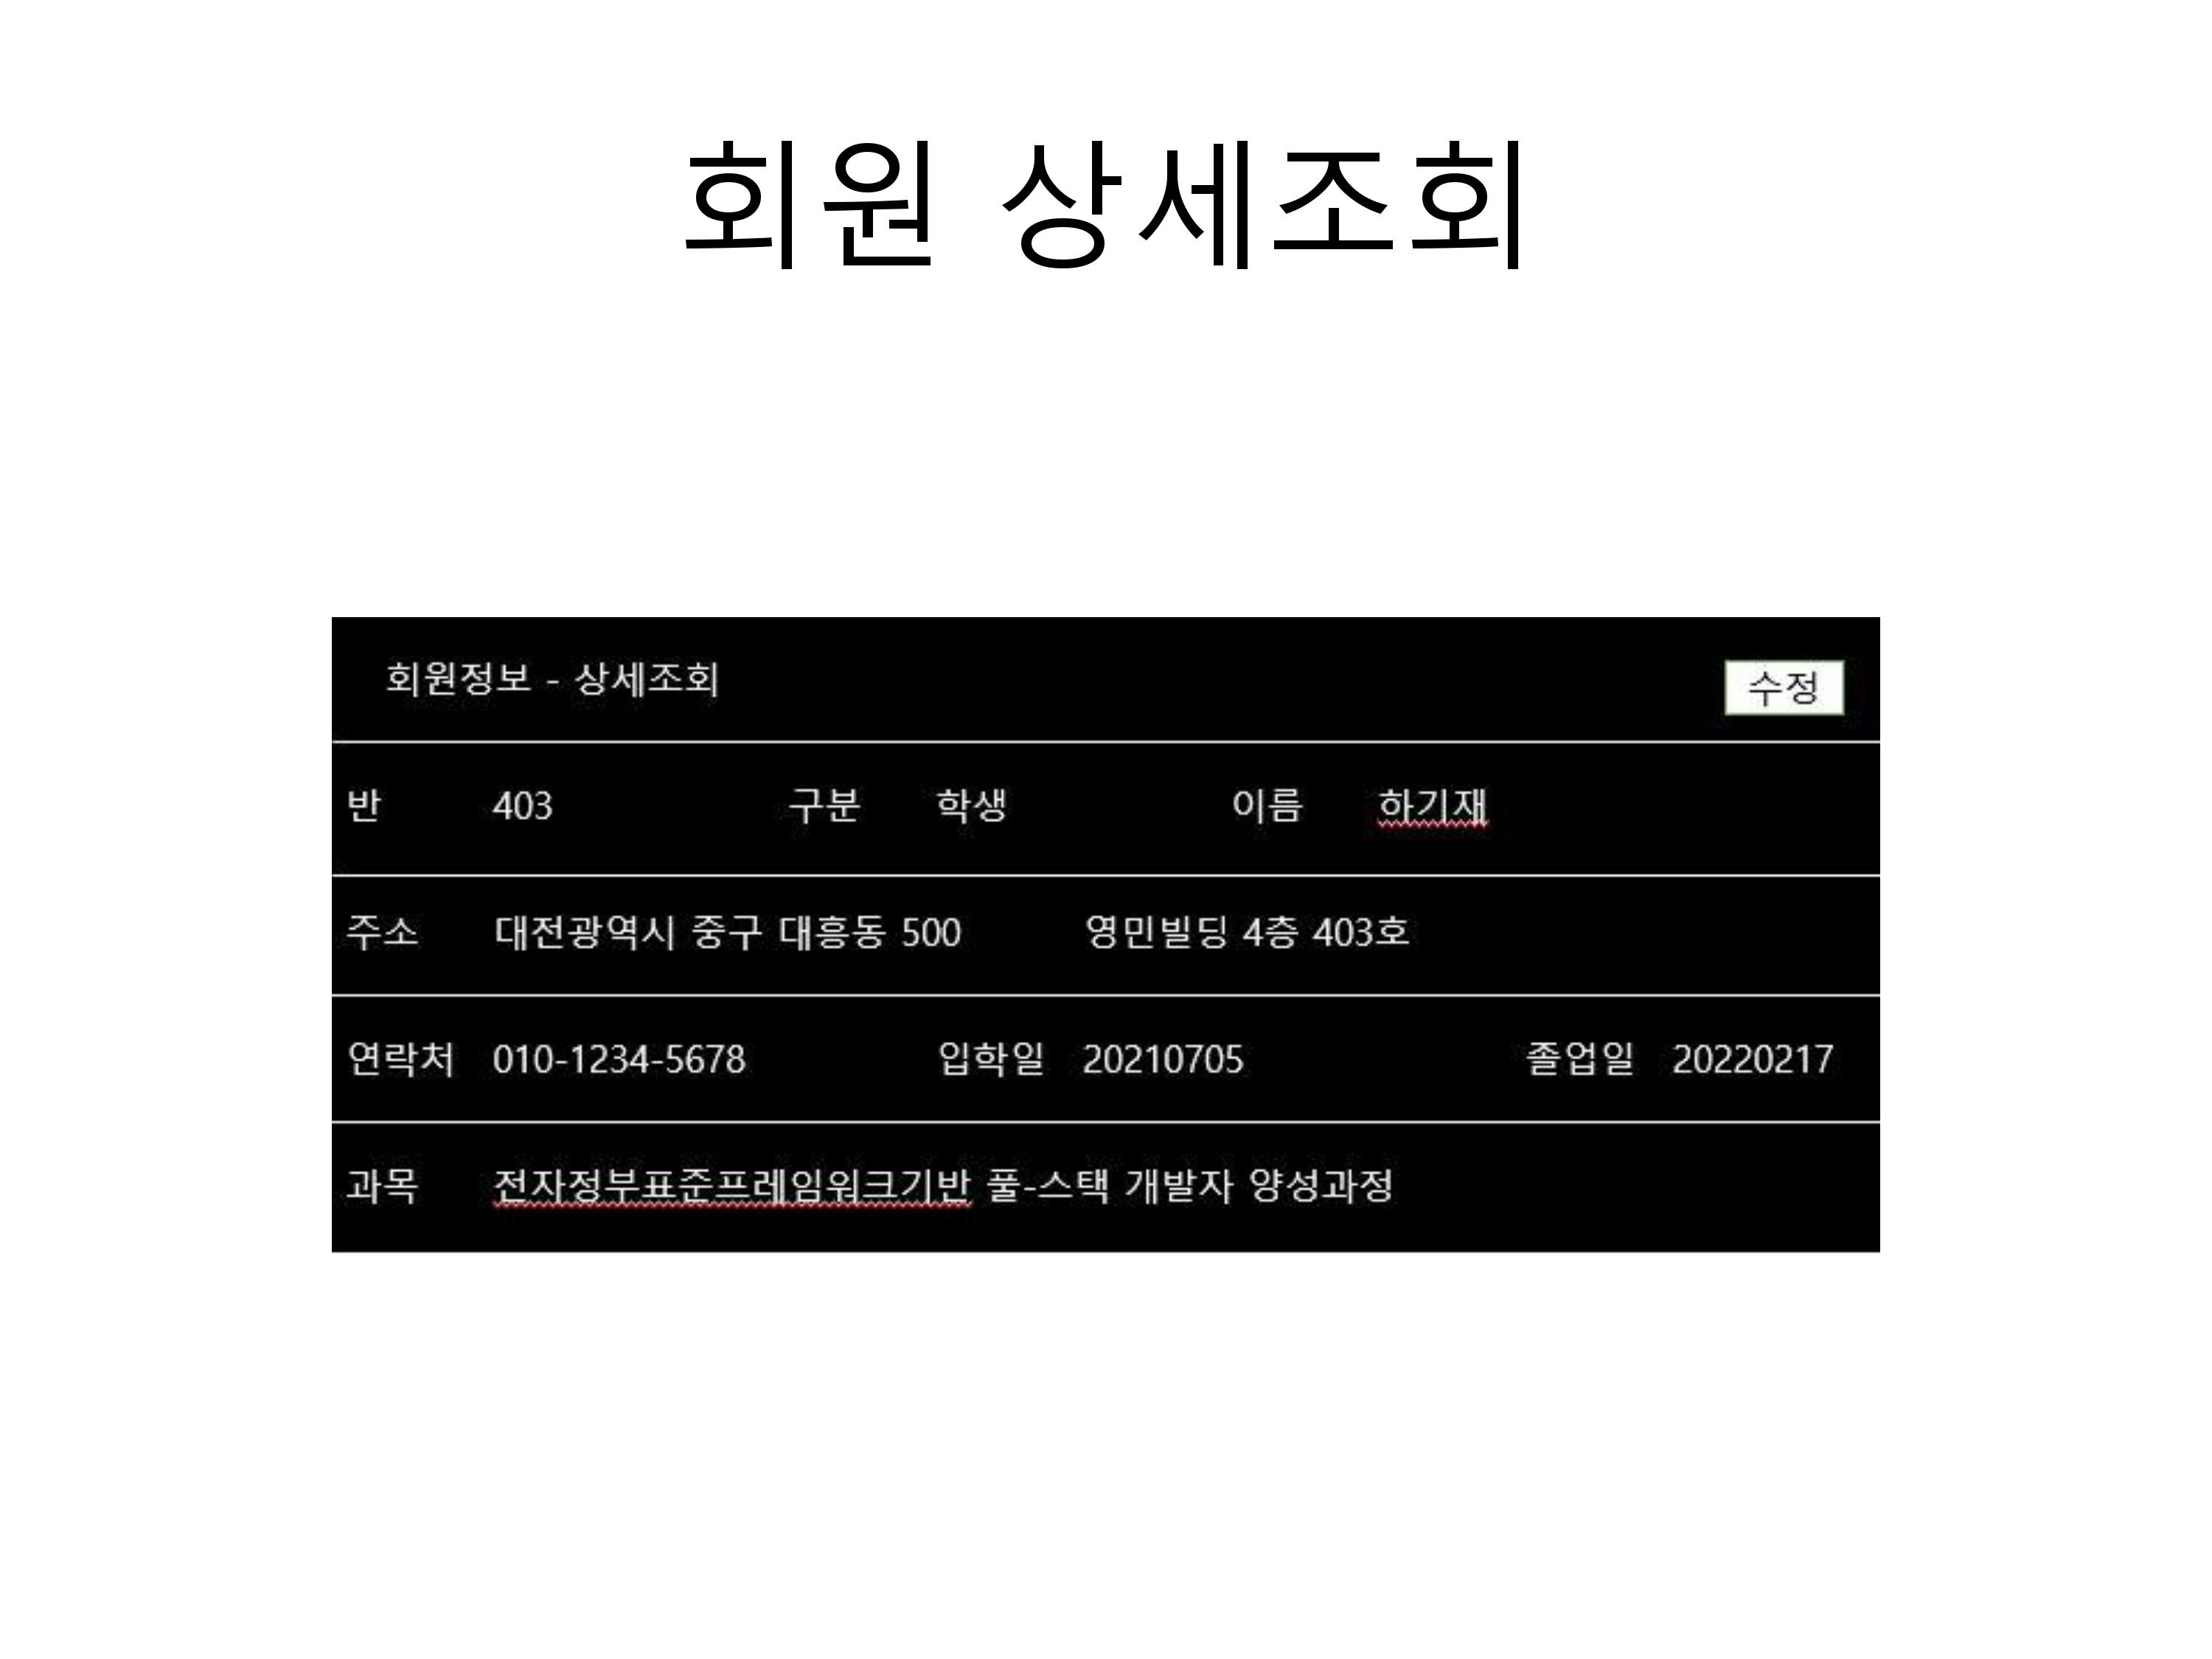 회원 상세조회
회원정보 - 상세조회 수정
반 403 구분 학생 이름 하기재
주소 대전광역시 중구 대흥동 500 영민빌딩 4층 403호
연락처 010-1234-5678 입학일 20210705 졸업일 20220217
과목 전자정부표준프레임워크기반 풀-스택 개발자 양성과정